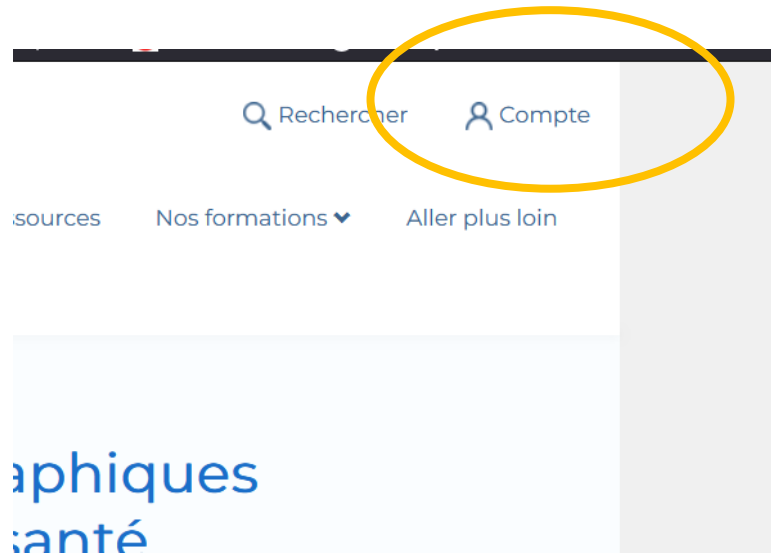 Rechercher Compte
ssources Nos formations Aller plus loin
aphiques
santé